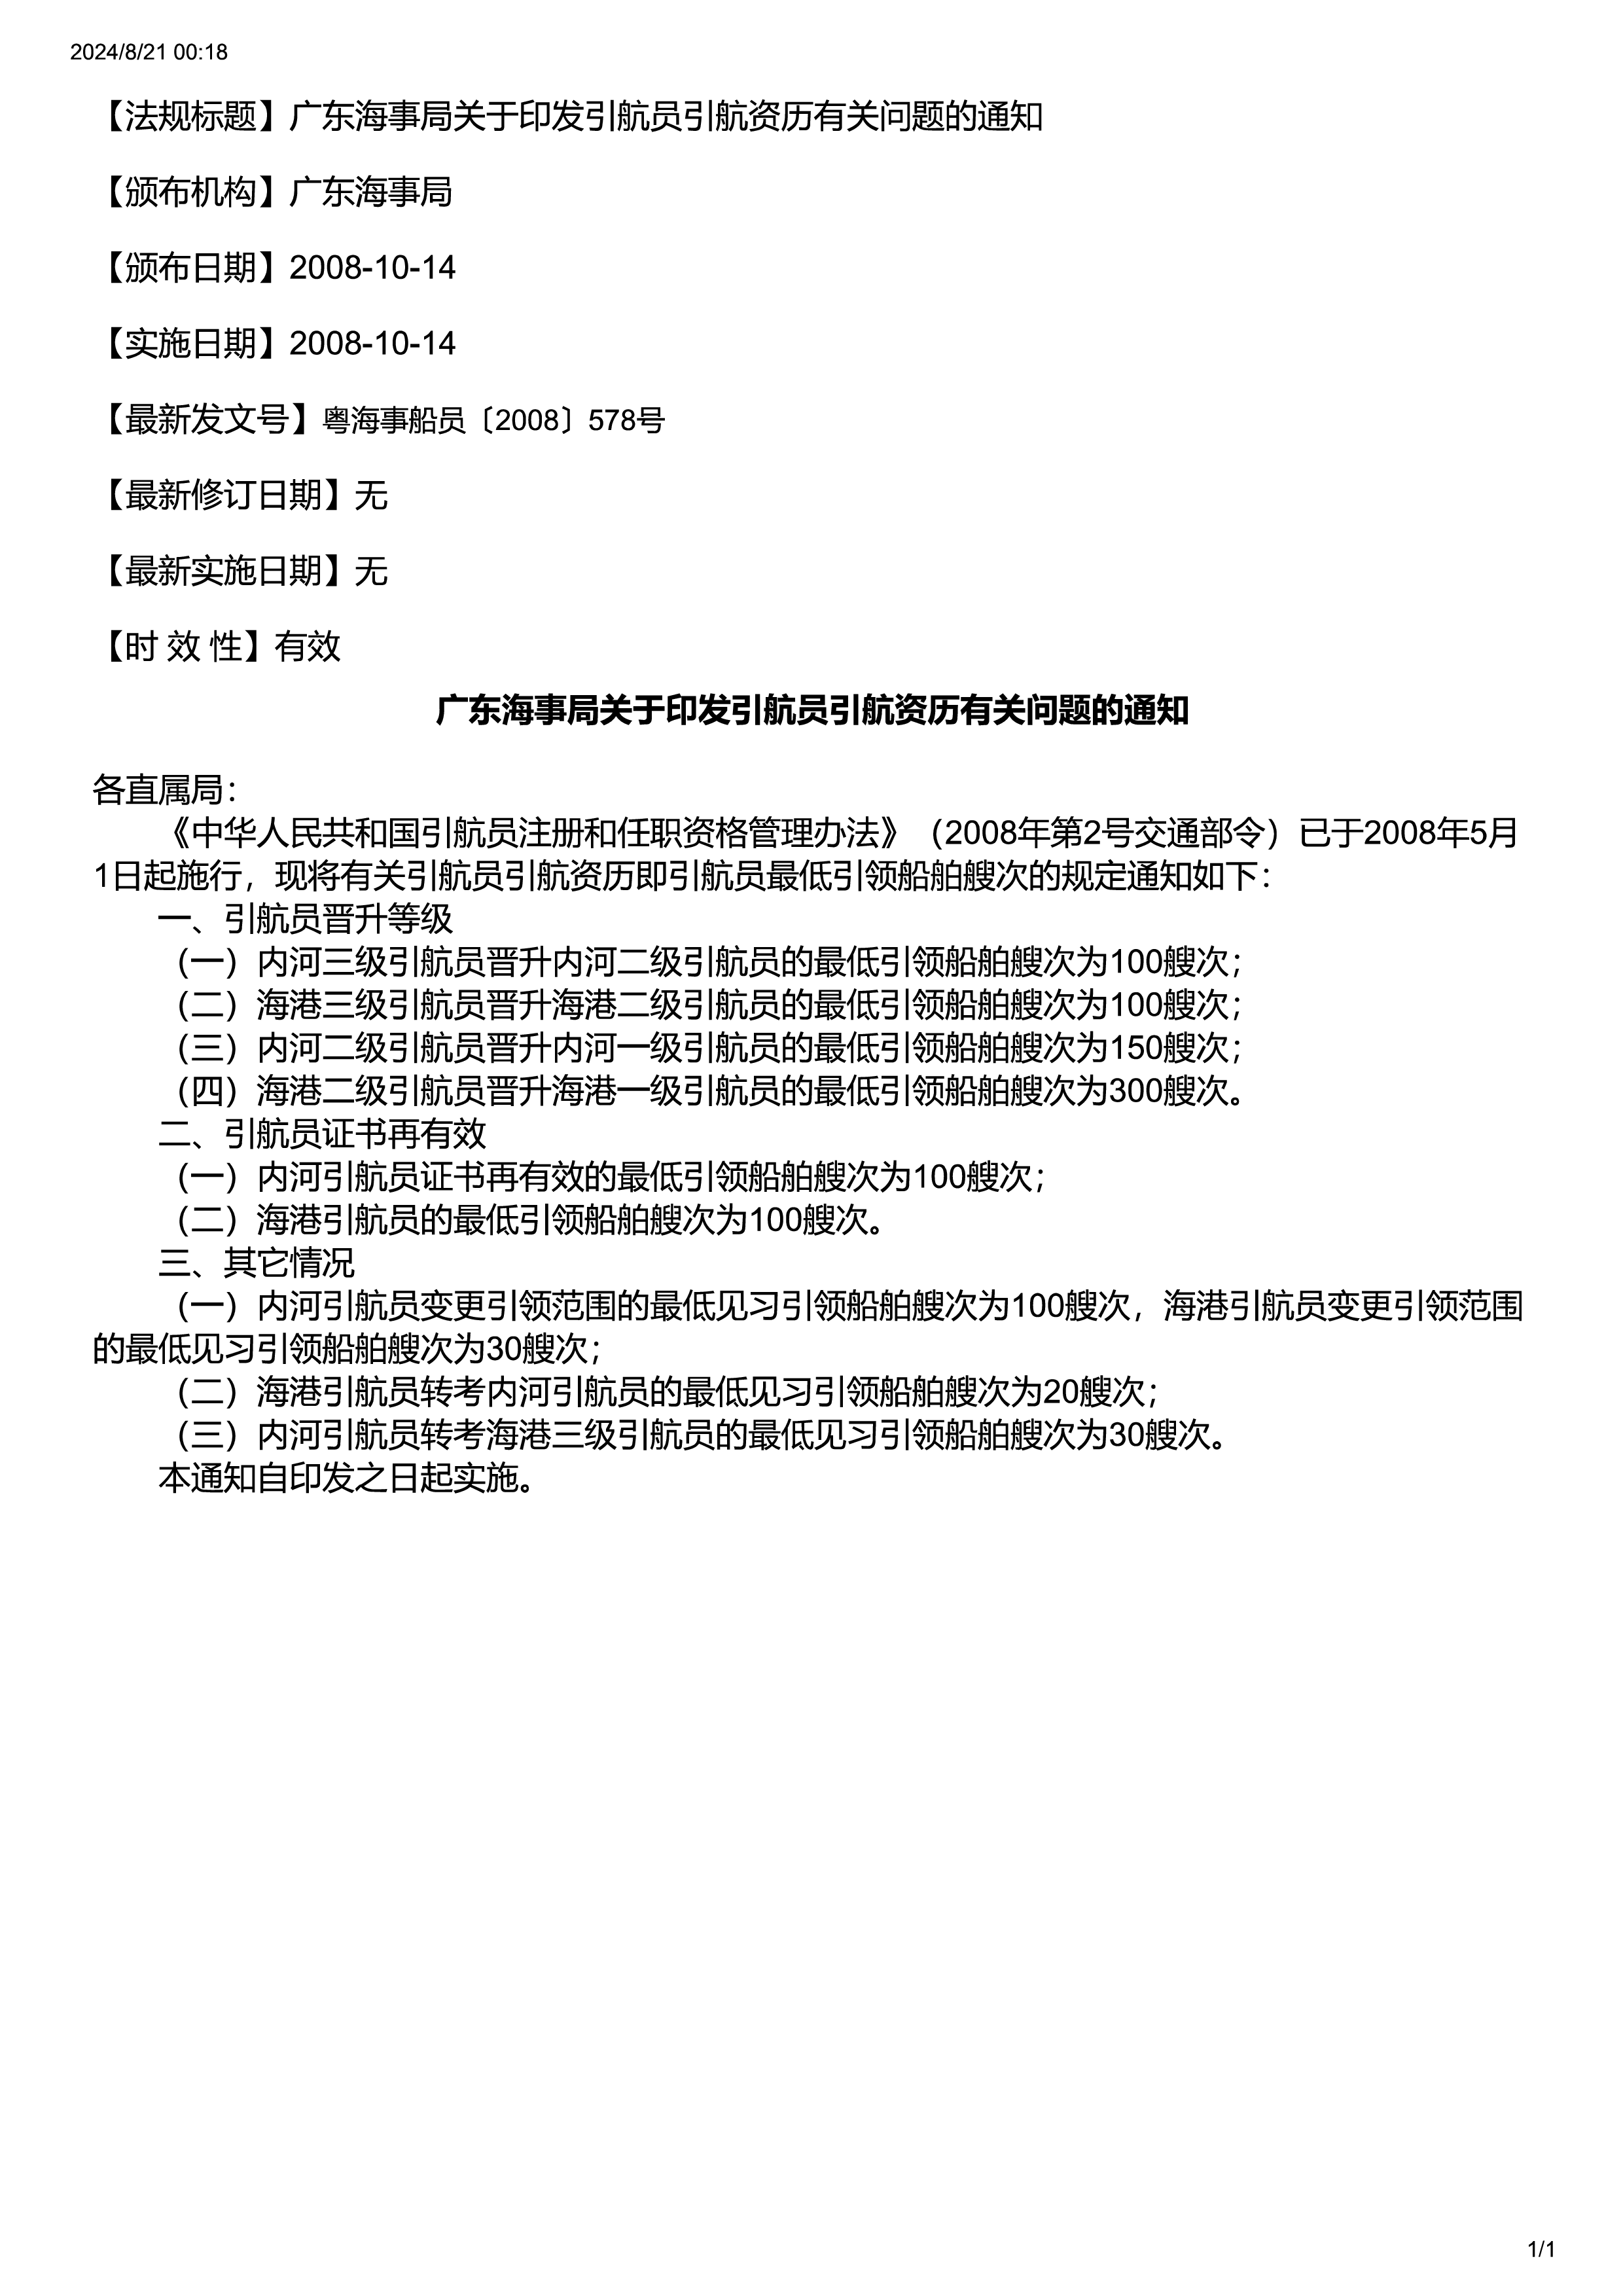 2024/8/21 00:18
【法规标题】广东海事局关于印发引航员引航资历有关问题的通知
【颁布机构】广东海事局
【颁布日期】2008-10-14
【实施日期】2008-10-14
【最新发文号】粤海事船员〔2008〕578号
【最新修订日期】无
【最新实施日期】无
【时 效 性】有效
广东海事局关于印发引航员引航资历有关问题的通知
各直属局：
《中华人民共和国引航员注册和任职资格管理办法》（2008年第2号交通部令）已于2008年5月
1日起施行，现将有关引航员引航资历即引航员最低引领船舶艘次的规定通知如下：
一、引航员晋升等级
（一）内河三级引航员晋升内河二级引航员的最低引领船舶艘次为100艘次；
（二）海港三级引航员晋升海港二级引航员的最低引领船舶艘次为100艘次；
（三）内河二级引航员晋升内河一级引航员的最低引领船舶艘次为150艘次；
（四）海港二级引航员晋升海港一级引航员的最低引领船舶艘次为300艘次。
二、引航员证书再有效
（一）内河引航员证书再有效的最低引领船舶艘次为100艘次；
（二）海港引航员的最低引领船舶艘次为100艘次。
三、其它情况
（一）内河引航员变更引领范围的最低见习引领船舶艘次为100艘次，海港引航员变更引领范围
的最低见习引领船舶艘次为30艘次；
（二）海港引航员转考内河引航员的最低见习引领船舶艘次为20艘次；
（三）内河引航员转考海港三级引航员的最低见习引领船舶艘次为30艘次。
本通知自印发之日起实施。
1/1